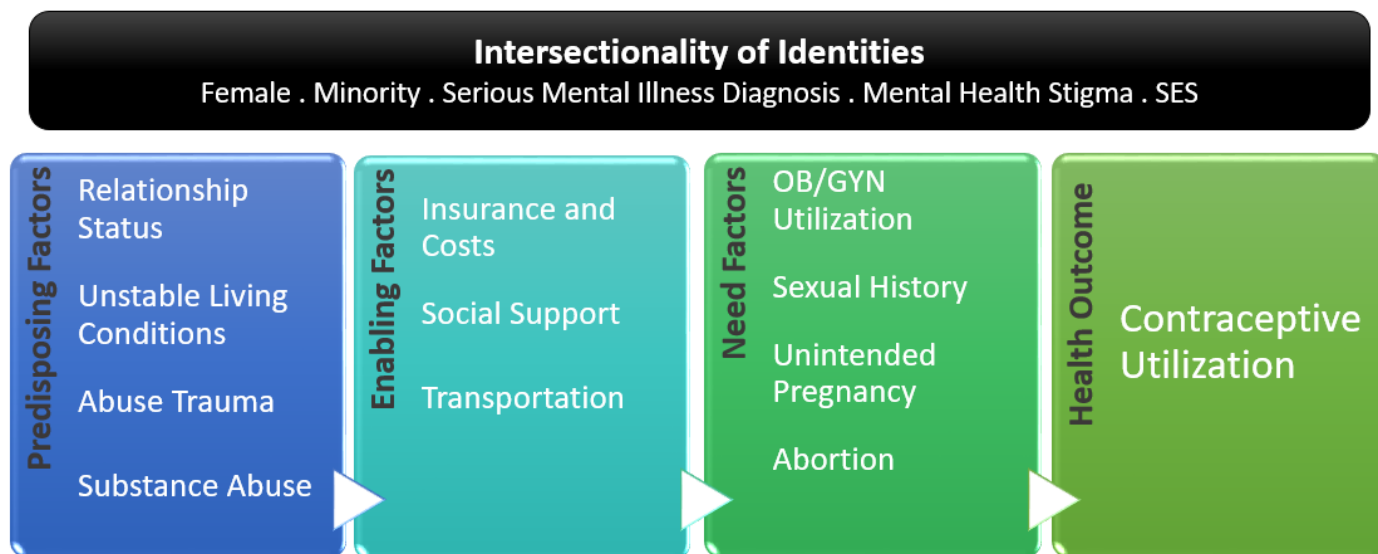 Intersectionality of Identities
Female . Minority . Serious Mental Illness Diagnosis . Mental Health Stigma . SES
Predisposing Factors
Relationship
Status
Unstable Living
Conditions
Abuse Trauma
Substance Abuse
Enabling Factors
Insurance and
Costs
Social Support
Transportation
Need Factors
OB/GYN
Utilization
Sexual History
Unintended
Pregnancy
Abortion
Health Outcome
Contraceptive
Utilization